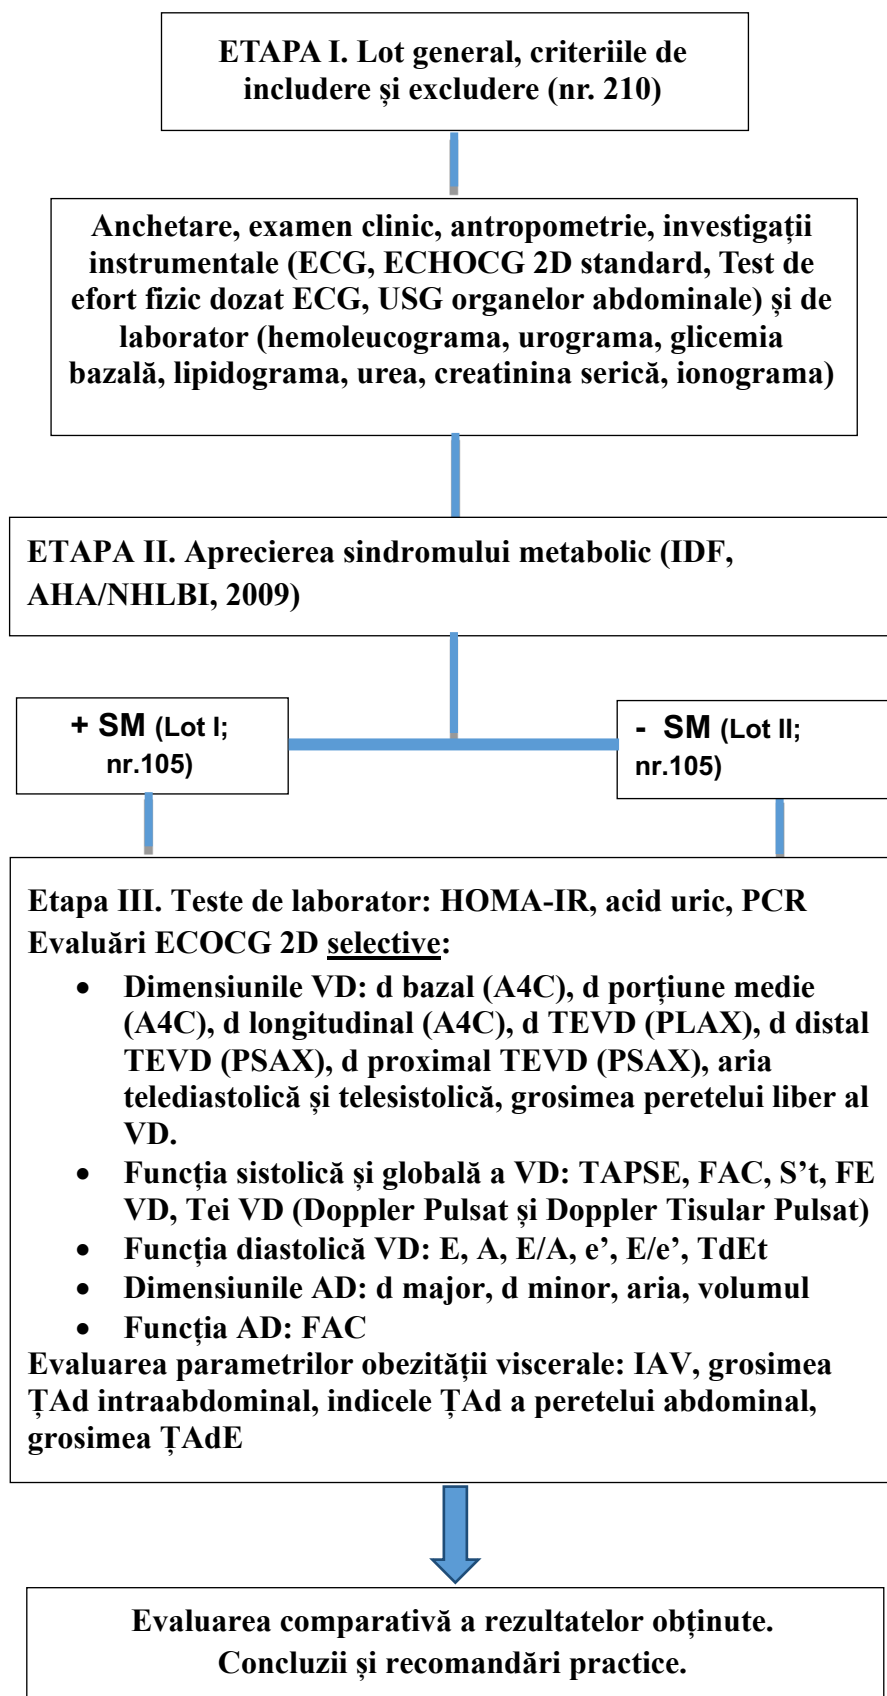 ETAPA I. Lot general, criteriile de
includere și excludere (nr. 210)
Anchetare, examen clinic, antropometrie, investigații
instrumentale (ECG, ECHOCG 2D standard, Test de
efort fizic dozat ECG, USG organelor abdominale) și de
laborator (hemoleucograma, urograma, glicemia
bazală, lipidograma, urea, creatinina serică, ionograma)
ETAPA II. Aprecierea sindromului metabolic (IDF,
AHA/NHLBI, 2009)
+ SM (Lot I;
nr.105)
- SM (Lot II;
nr.105)
Etapa III. Teste de laborator: HOMA-IR, acid uric, PCR
Evaluări ECOCG 2D selective:
• Dimensiunile VD: d bazal (A4C), d porțiune medie
(A4C), d longitudinal (A4C), d TEVD (PLAX), d distal
TEVD (PSAX), d proximal TEVD (PSAX), aria
telediastolică și telesistolică, grosimea peretelui liber al
VD.
• Funcția sistolică și globală a VD: TAPSE, FAC, S’t, FE
VD, Tei VD (Doppler Pulsat și Doppler Tisular Pulsat)
• Funcția diastolică VD: E, A, E/A, e’, E/e’, TdEt
• Dimensiunile AD: d major, d minor, aria, volumul
• Funcția AD: FAC
Evaluarea parametrilor obezității viscerale: IAV, grosimea
ȚAd intraabdominal, indicele ȚAd a peretelui abdominal,
grosimea ȚAdE
Evaluarea comparativă a rezultatelor obținute.
Concluzii și recomandări practice.